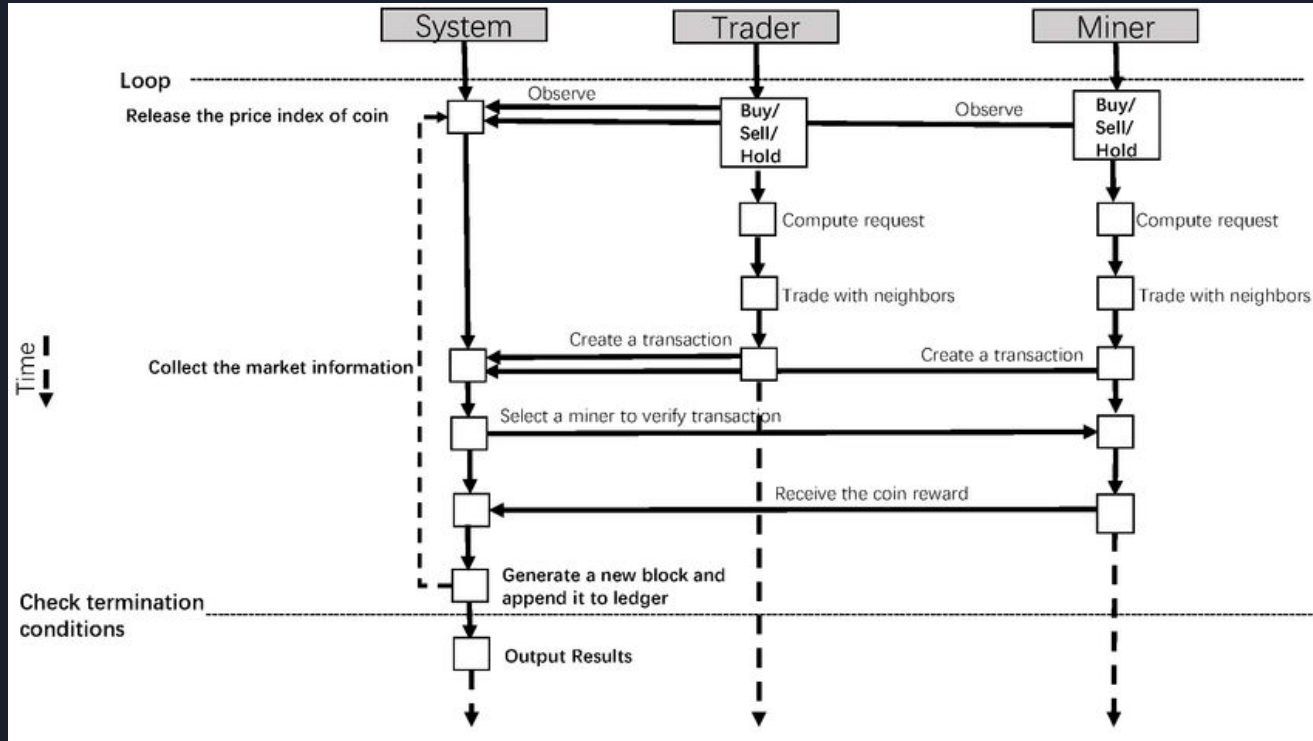 System
Trader
Miner
Loop
Release the price index of coin
Observe
Buy/
Sell/
Hold
Observe
Buy/
Sell/
Hold
Compute request
Compute request
Trade with neighbors
Trade with neighbors
Time
Collect the market information
Create a transaction
Create a transaction
Select a miner to verify transaction
Receive the coin reward
Generate a new block and
append it to ledger
Check termination
conditions
Output Results